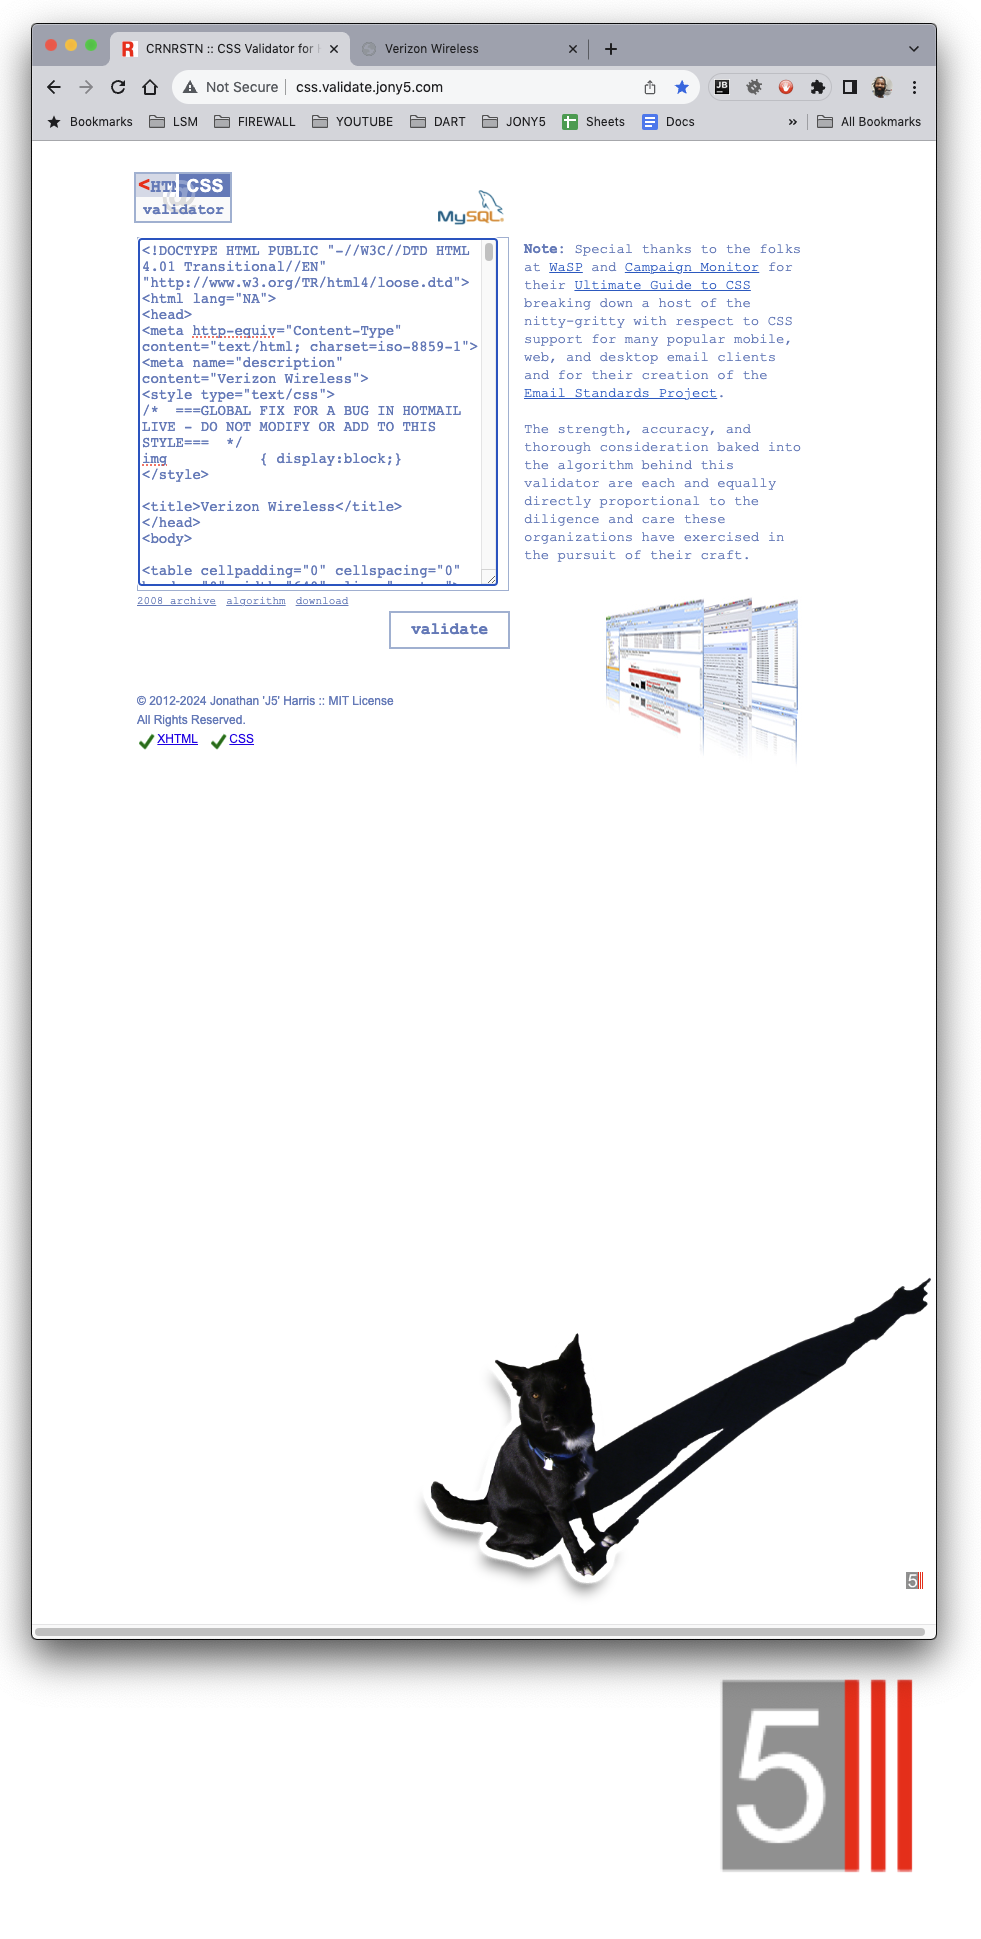 CRNRSTN :: CSS Validator for
Verizon Wireless
Not Secure
css.validate.jony5.com
JB
Bookmarks
LSM
FIREWALL
YOUTUBE
DART
JONY5
Sheets
Docs
»
All Bookmarks
<HTM CSS
validator
MySQL®
<!DOCTYPE HTML PUBLIC "-//W3C//DTD HTML
4.01 Transitional//EN"
"http://www.w3.org/TR/html4/loose.dtd">
<html lang="NA">
<head>
<meta http-equiv="Content-Type"
content="text/html; charset=iso-8859-1">
<meta name="description"
content="Verizon Wireless">
<style type="text/css">
/*  ===GLOBAL FIX FOR A BUG IN HOTMAIL
LIVE - DO NOT MODIFY OR ADD TO THIS
STYLE===  */
img           { display:block;}
</style>
<title>Verizon Wireless</title>
</head>
<body>
<table cellpadding="0" cellspacing="0"
2008 archive algorithm download
validate
Note: Special thanks to the folks
at WaSP and Campaign Monitor for
their Ultimate Guide to CSS
breaking down a host of the
nitty-gritty with respect to CSS
support for many popular mobile,
web, and desktop email clients
and for their creation of the
Email Standards Project.
The strength, accuracy, and
thorough consideration baked into
the algorithm behind this
validator are each and equally
directly proportional to the
diligence and care these
organizations have exercised in
the pursuit of their craft.
© 2012-2024 Jonathan 'J5' Harris :: MIT License
All Rights Reserved.
XHTML CSS
5
5